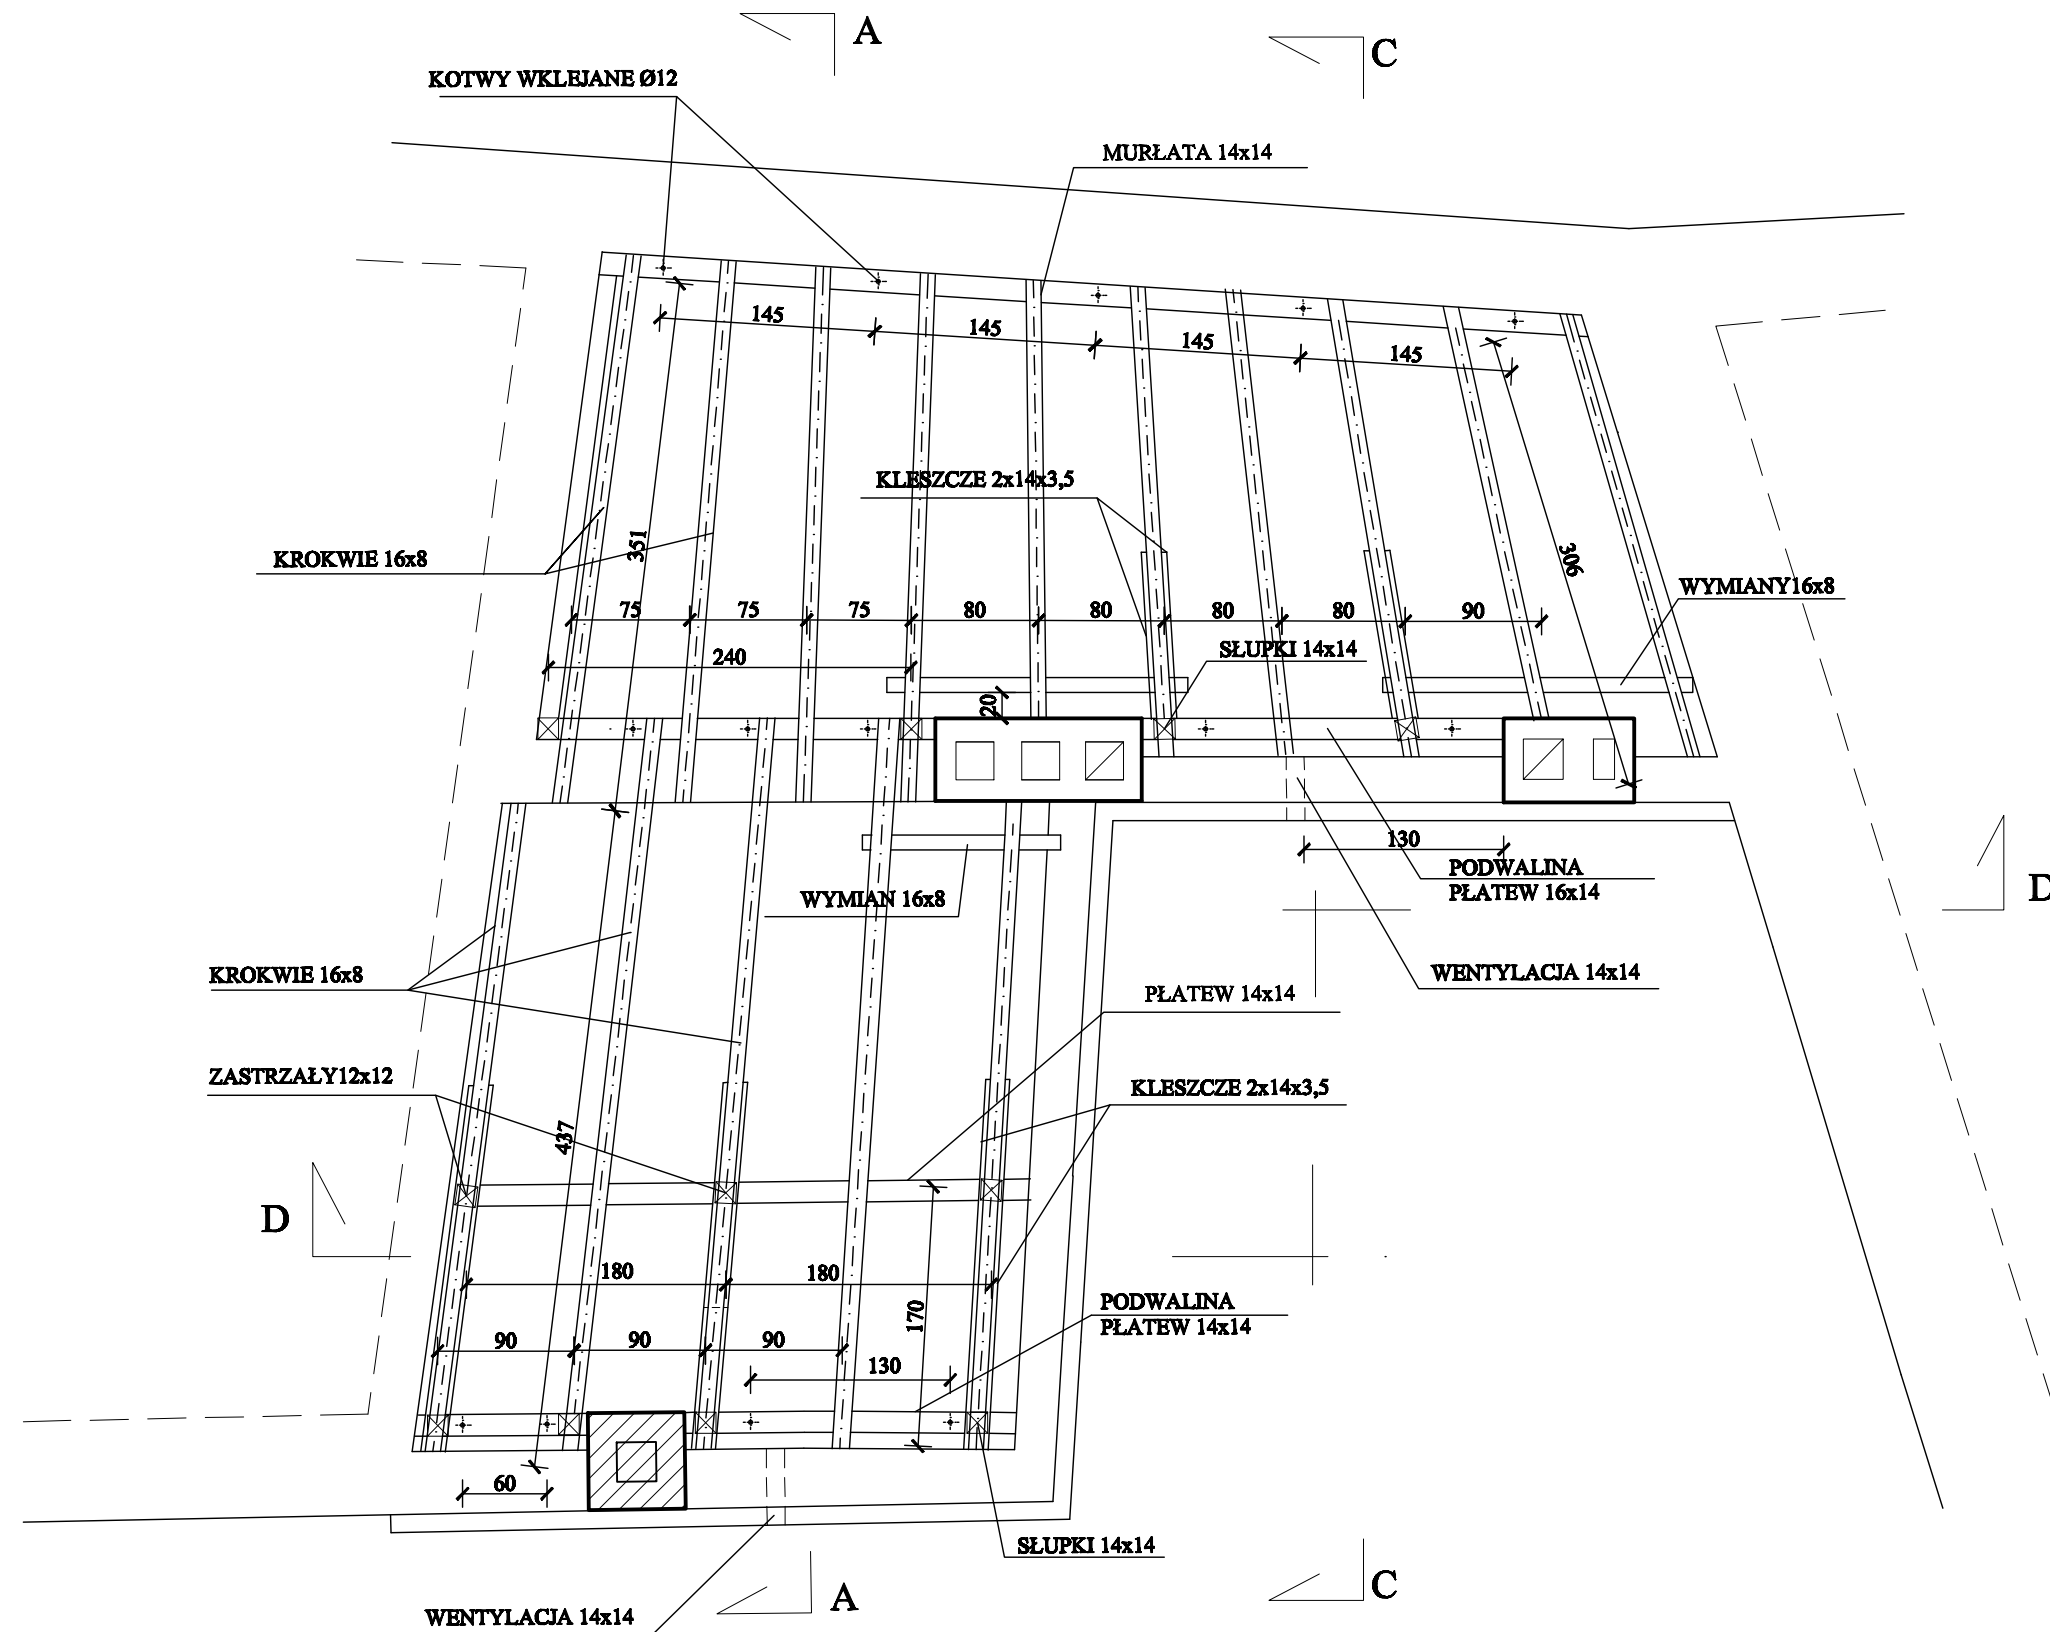 A
C
KOTWY WKLEJANE Ø12
MURŁATA 14x14
145
145
145
145
KLESZCZE 2x14x3,5
351
306
KROKWIE 16x8
WYMIANY16x8
75
75
75
80
80
80
80
90
SŁUPKI 14x14
240
20
130
PODWALINA
PŁATEW 16x14
D
WYMIAN 16x8
KROKWIE 16x8
WENTYLACJA 14x14
PŁATEW 14x14
ZASTRZAŁY12x12
KLESZCZE 2x14x3,5
437
D
180
180
170
PODWALINA
PŁATEW 14x14
90
90
90
130
60
SŁUPKI 14x14
A
C
WENTYLACJA 14x14